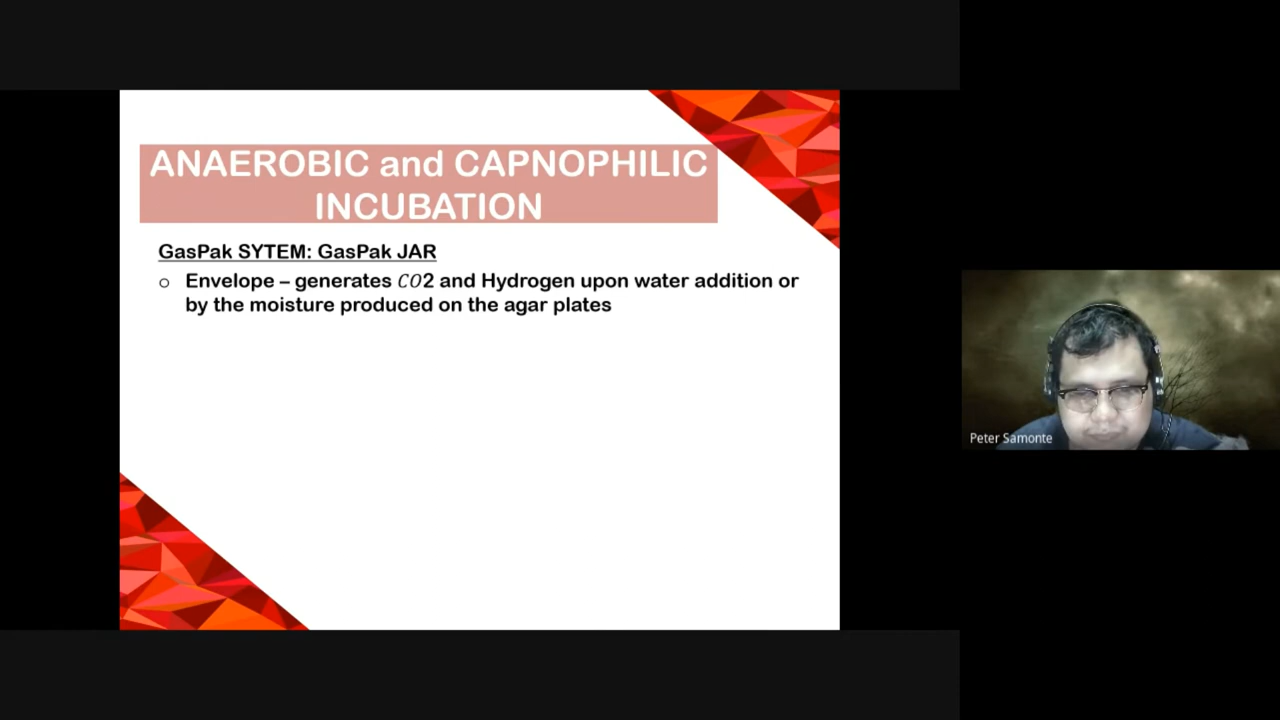 ANAEROBIC and CAPNOPHILIC
INCUBATION
GasPak SYTEM: GasPak JAR
o Envelope – generates 𝐶𝑂2 and Hydrogen upon water addition or
by the moisture produced on the agar plates
Peter Samonte